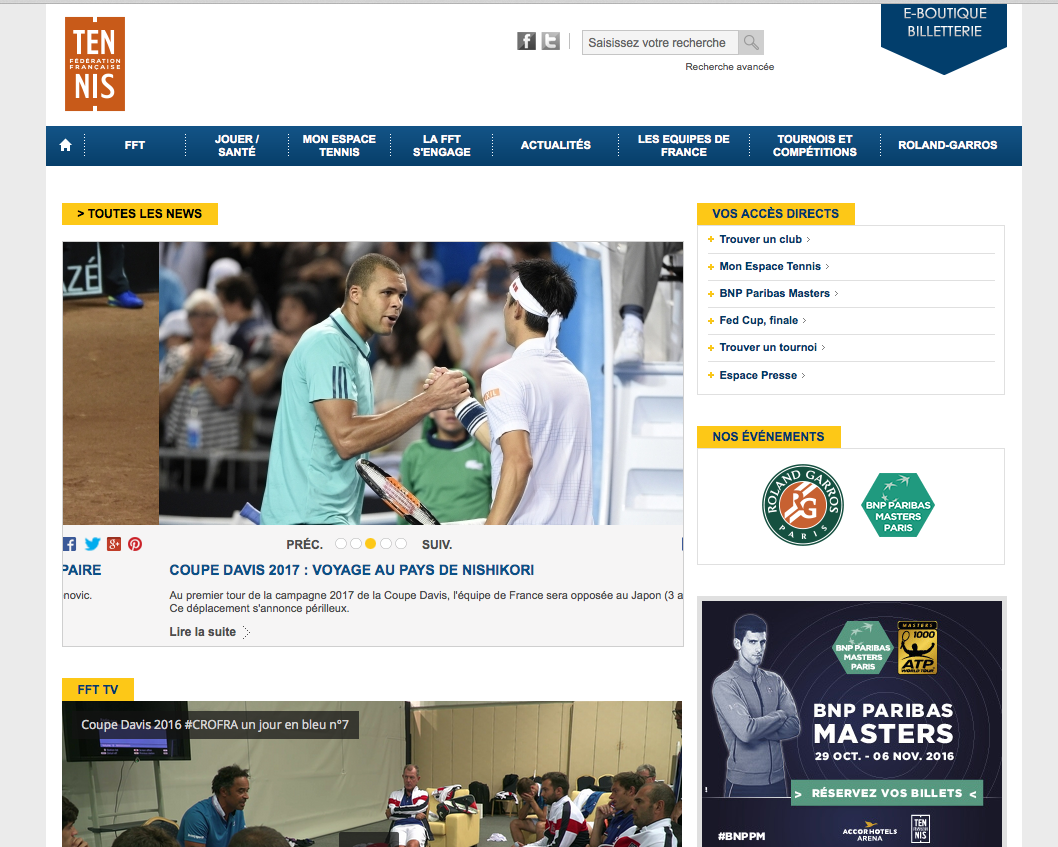 TEN
FÉDÉRATION
FRANÇAISE
NIS
Saisissez votre recherche
Recherche avancée
E-BOUTIQUE
BILLETTERIE
FFT
JOUER /
SANTÉ
MON ESPACE
TENNIS
LA FFT
S'ENGAGE
ACTUALITÉS
LES EQUIPES DE
FRANCE
TOURNOIS ET
COMPÉTITIONS
ROLAND-GARROS
> TOUTES LES NEWS
ZÉ
PRÉC.
SUIV.
PAIRE
COUPE DAVIS 2017 : VOYAGE AU PAYS DE NISHIKORI
novic.
Au premier tour de la campagne 2017 de la Coupe Davis, l'équipe de France sera opposée au Japon (3 a
Ce déplacement s'annonce périlleux.
Lire la suite
FFT TV
Coupe Davis 2016 #CROFRA un jour en bleu n°7
VOS ACCÈS DIRECTS
Trouver un club
Mon Espace Tennis
BNP Paribas Masters
Fed Cup, finale
Trouver un tournoi
Espace Presse
NOS ÉVÉNEMENTS
ROLAND GARROS
RG
PARIS
BNP PARIBAS
MASTERS
PARIS
BNP PARIBAS
MASTERS
PARIS
MASTERS
1000
ATP
WORLD TOUR
BNP PARIBAS
MASTERS
29 OCT. - 06 NOV. 2016
> RÉSERVEZ VOS BILLETS <
#BNPPM
ACCORHOTELS
ARENA
TEN
NIS